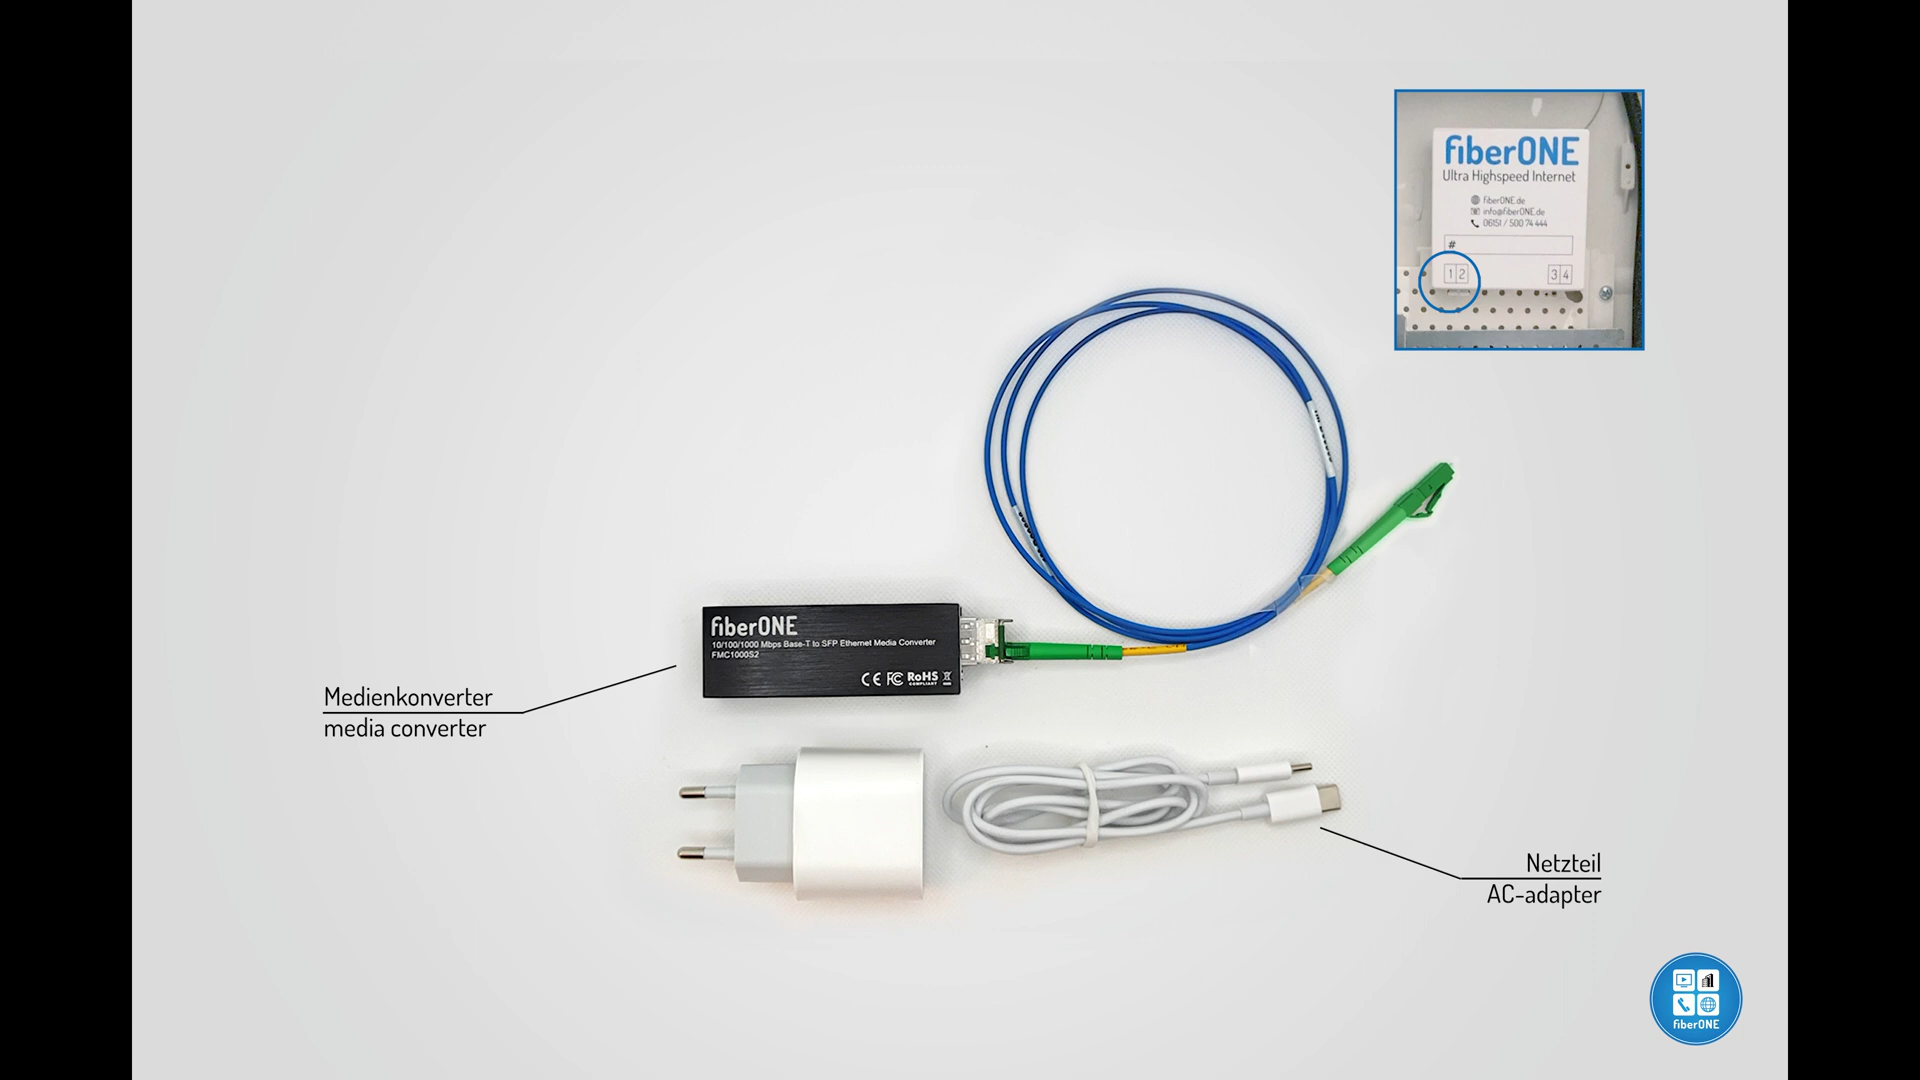 fiberONE
Ultra Highspeed Internet
fiberONE.de
info@fiberONE.de
06151 / 500 74 444
#
1 2
3 4
fiberONE
10/100/1000 Mbps Base-T to SFP Ethernet Media Converter
FMC1000S2
CE FC RoHS
COMPLIANT
Medienkonverter
media converter
Netzteil
AC-adapter
fiberONE